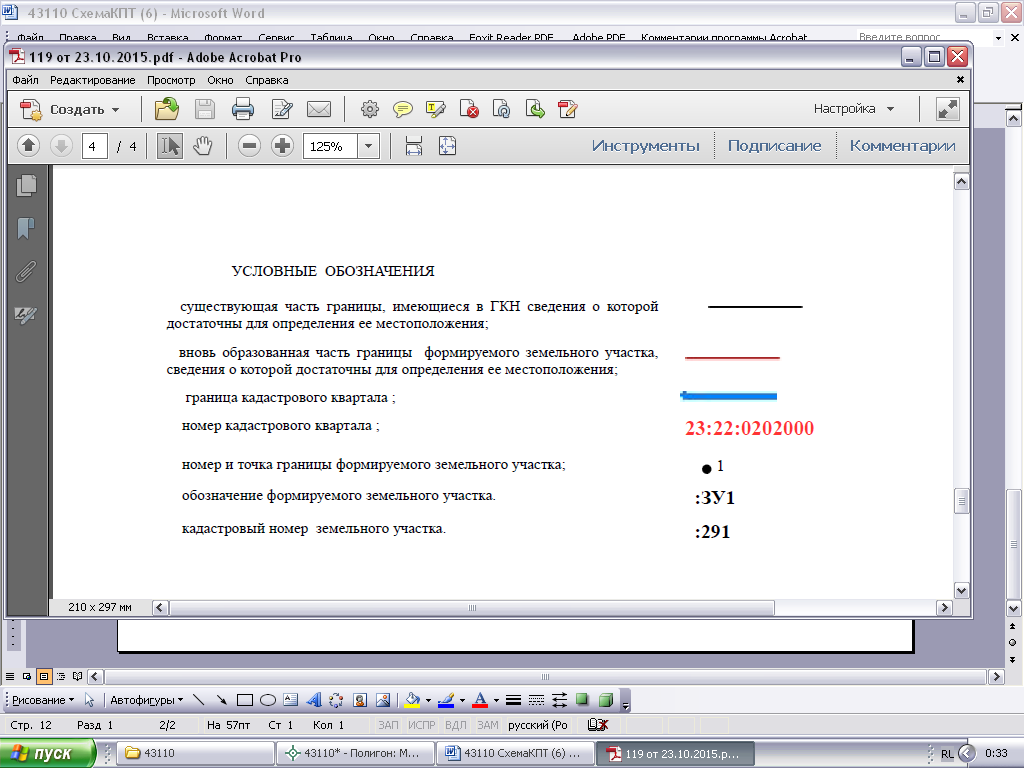 43110 СхемаКПТ (6) - Microsoft Word
Файл Правка Вид Вставка Формат Сервис Таблица Окно Справка Foxit Reader PDF Adobe PDF Комментарии программы Acrobat Введите вопрос
119 от 23.10.2015.pdf - Adobe Acrobat Pro
Файл Редактирование Просмотр Окно Справка
Создать Настройка
4 / 4 125% Инструменты Подписание Комментарии
УСЛОВНЫЕ ОБОЗНАЧЕНИЯ
существующая часть границы, имеющиеся в ГКН сведения о которой
достаточны для определения ее местоположения;
вновь образованная часть границы формируемого земельного участка,
сведения о которой достаточны для определения ее местоположения;
граница кадастрового квартала ;
номер кадастрового квартала ; 23:22:0202000
номер и точка границы формируемого земельного участка; 1
обозначение формируемого земельного участка. :ЗУ1
кадастровый номер земельного участка. :291
210 x 297 мм
Рисование Автофигуры
Стр. 12 Разд 1 2/2 На 57пт Ст 1 Кол 1 ЗАП ИСПР ВДЛ ЗАМ русский (Ро
пуск 43110 43110* - Полигон: М... 43110 СхемаКПТ (6) ... 119 от 23.10.2015.p... RL 0:33